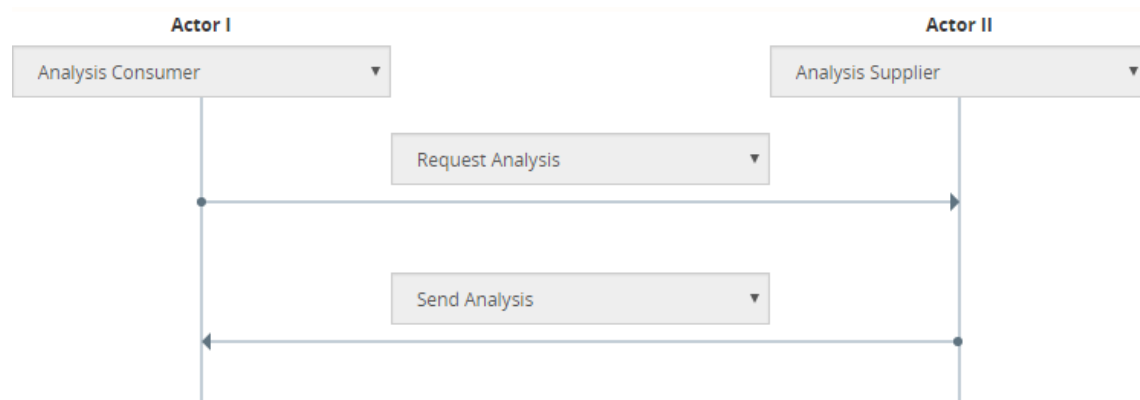 Actor I
Actor II
Analysis Consumer
Analysis Supplier
Request Analysis
Send Analysis